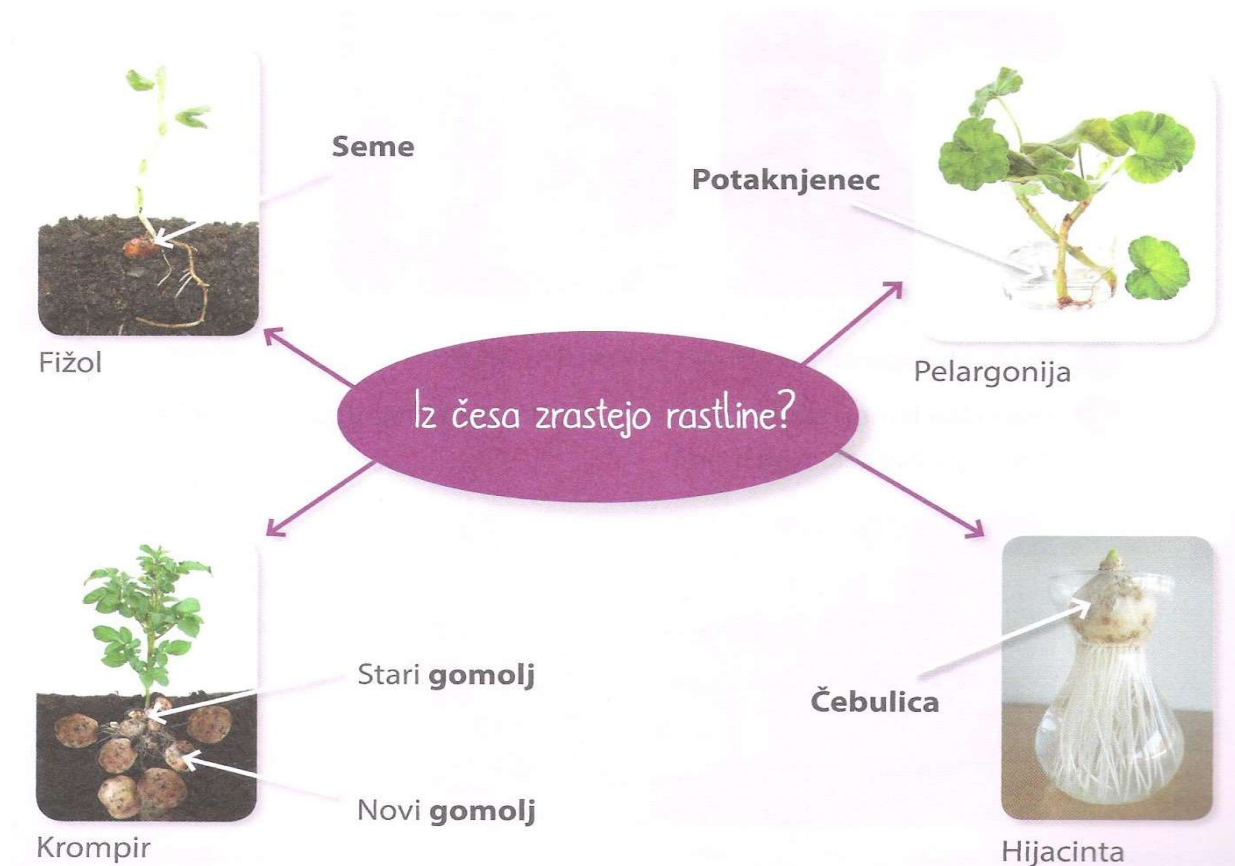 Seme
Fižol
Potaknjenec
Pelargonija
Iz česa zrastejo rastline?
Stari gomolj
Novi gomolj
Krompir
Čebulica
Hijacinta